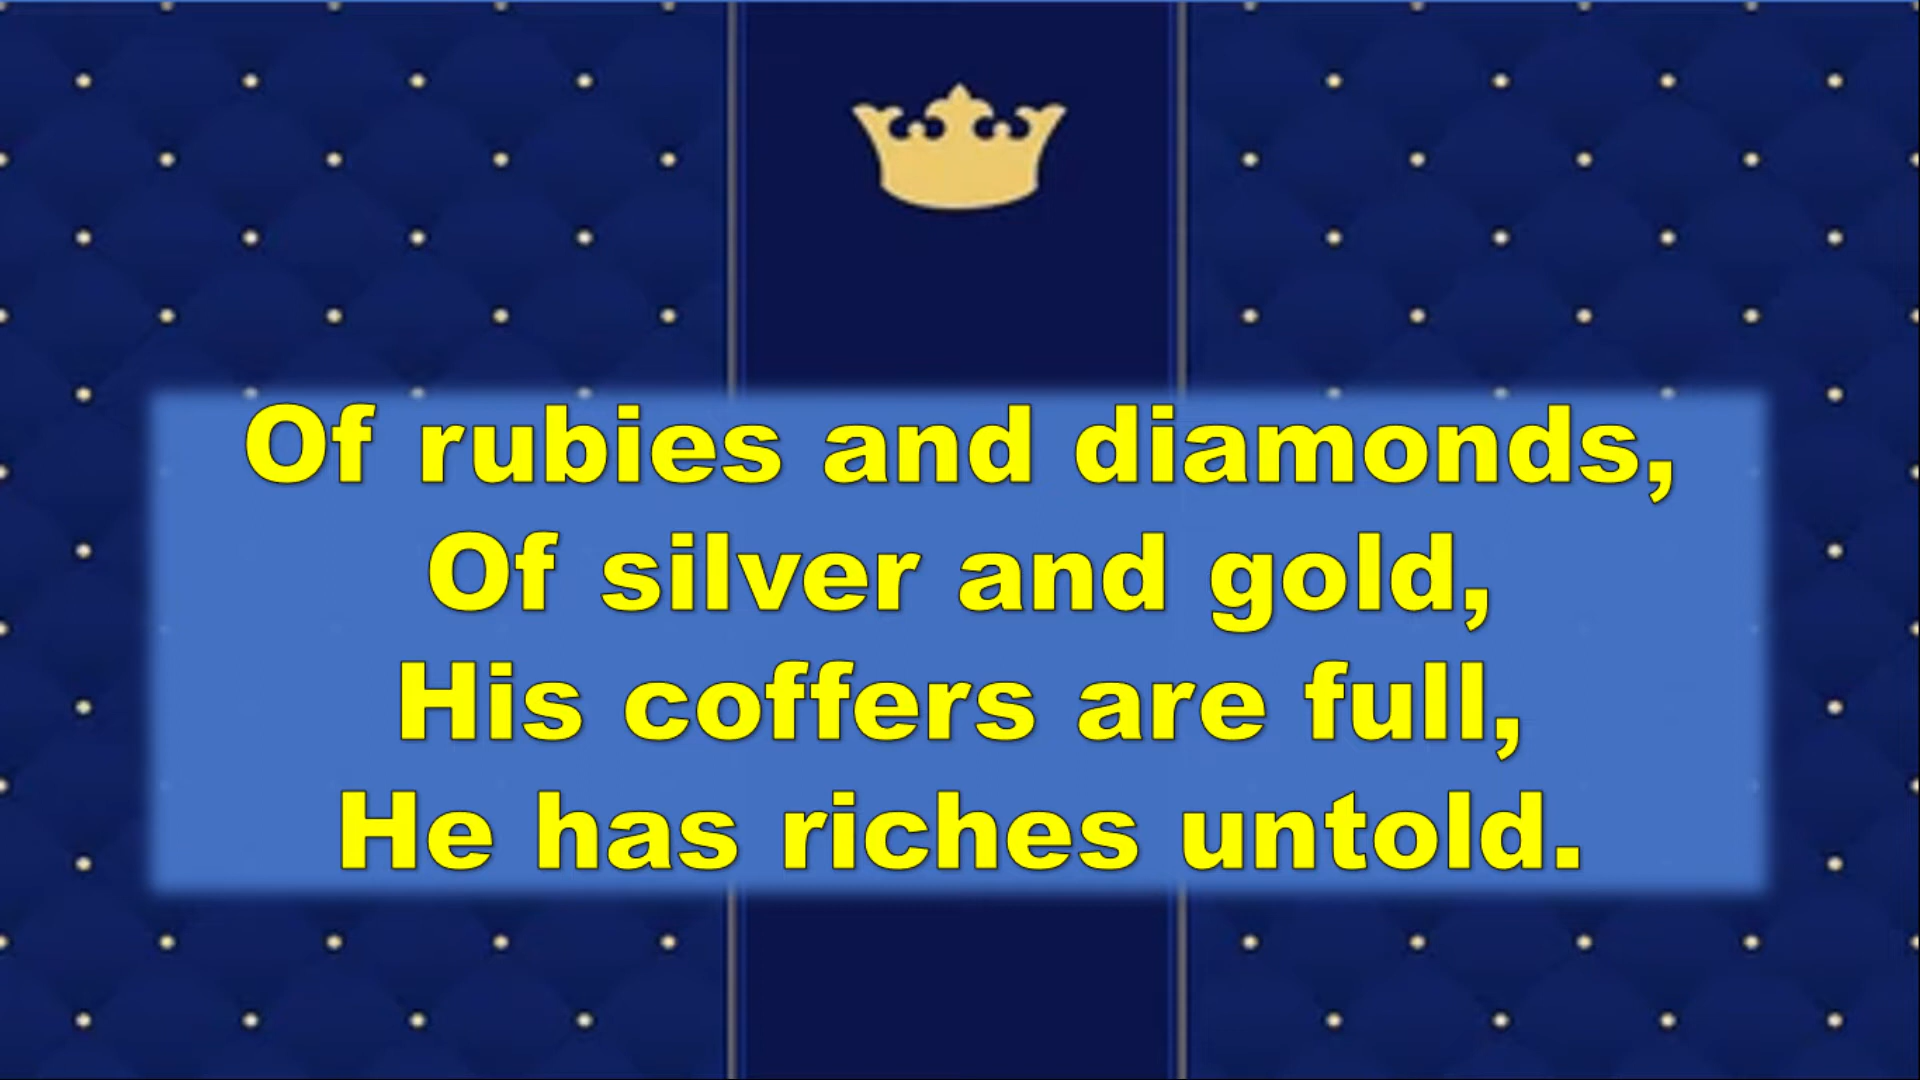 Of rubies and diamonds,
Of silver and gold,
His coffers are full,
He has riches untold.